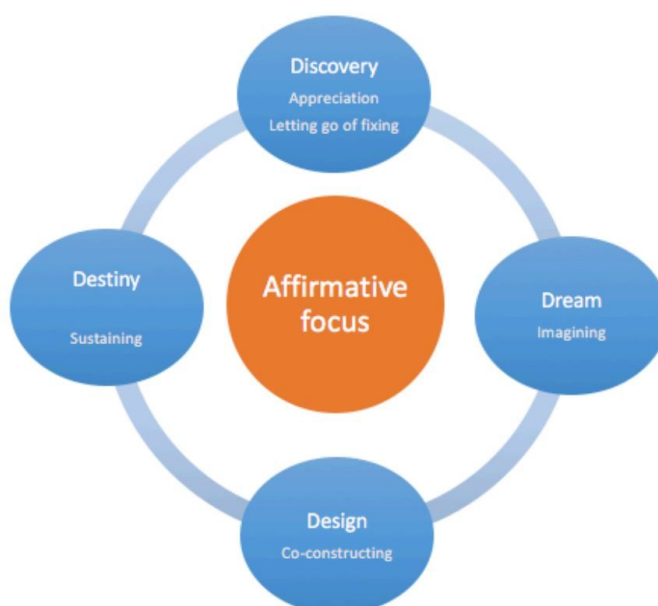 Discovery
Appreciation
Letting go of fixing
Affirmative
focus
Destiny
Sustaining
Dream
Imagining
Design
Co-constructing